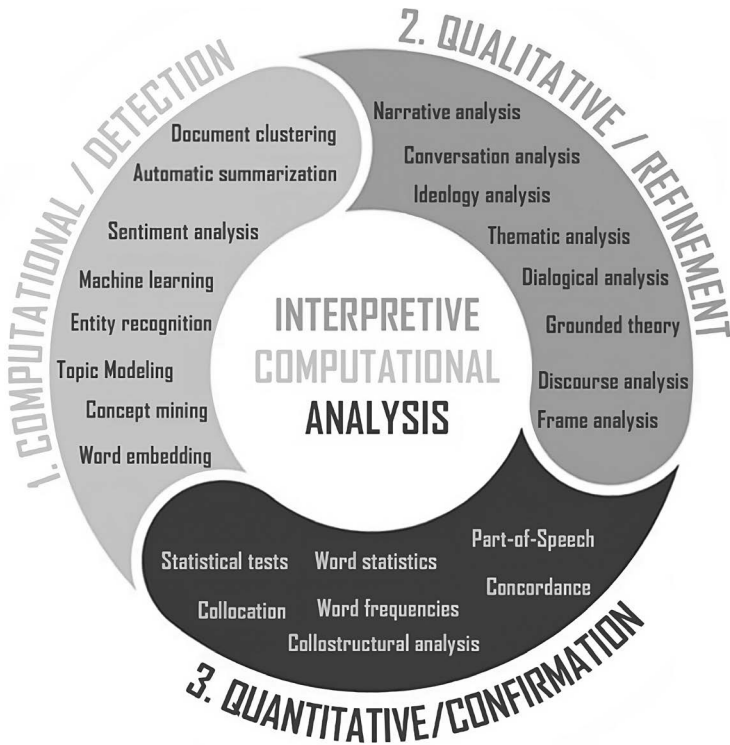 1. COMPUTATIONAL / DETECTION
Document clustering
Automatic summarization
Sentiment analysis
Machine learning
Entity recognition
Topic Modeling
Concept mining
Word embedding
2. QUALITATIVE / REFINEMENT
Narrative analysis
Conversation analysis
Ideology analysis
Thematic analysis
Dialogical analysis
Grounded theory
Discourse analysis
Frame analysis
INTERPRETIVE
COMPUTATIONAL
ANALYSIS
Part-of-Speech
Statistical tests
Word statistics
Concordance
Collocation
Word frequencies
Collostructural analysis
3. QUANTITATIVE/CONFIRMATION